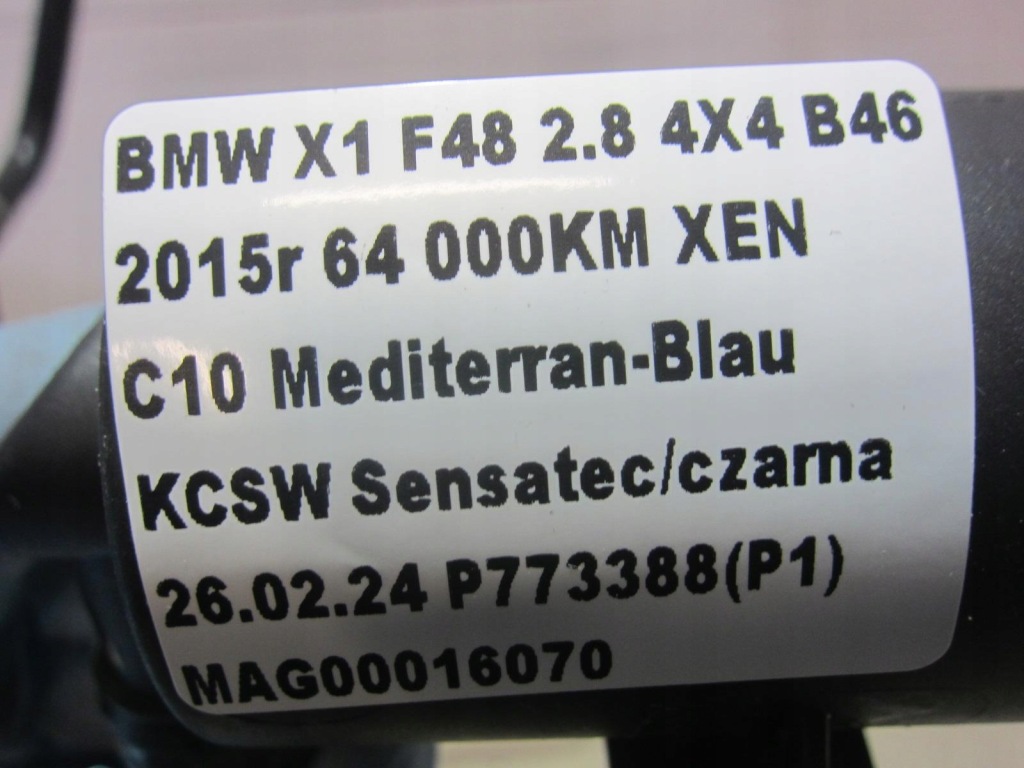 BMW X1 F48 2.8 4X4 B46
2015r 64 000KM XEN
C10 Mediterran-Blau
KCSW Sensatec/czarna
26.02.24 P773388(P1)
MAG00016070